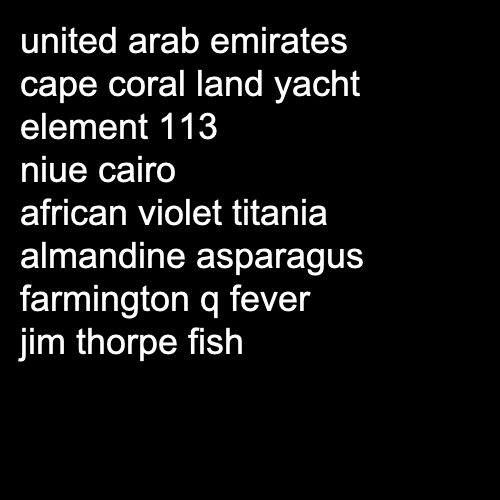 united arab emirates
cape coral land yacht
element 113
niue cairo
african violet titania
almandine asparagus
farmington q fever
jim thorpe fish